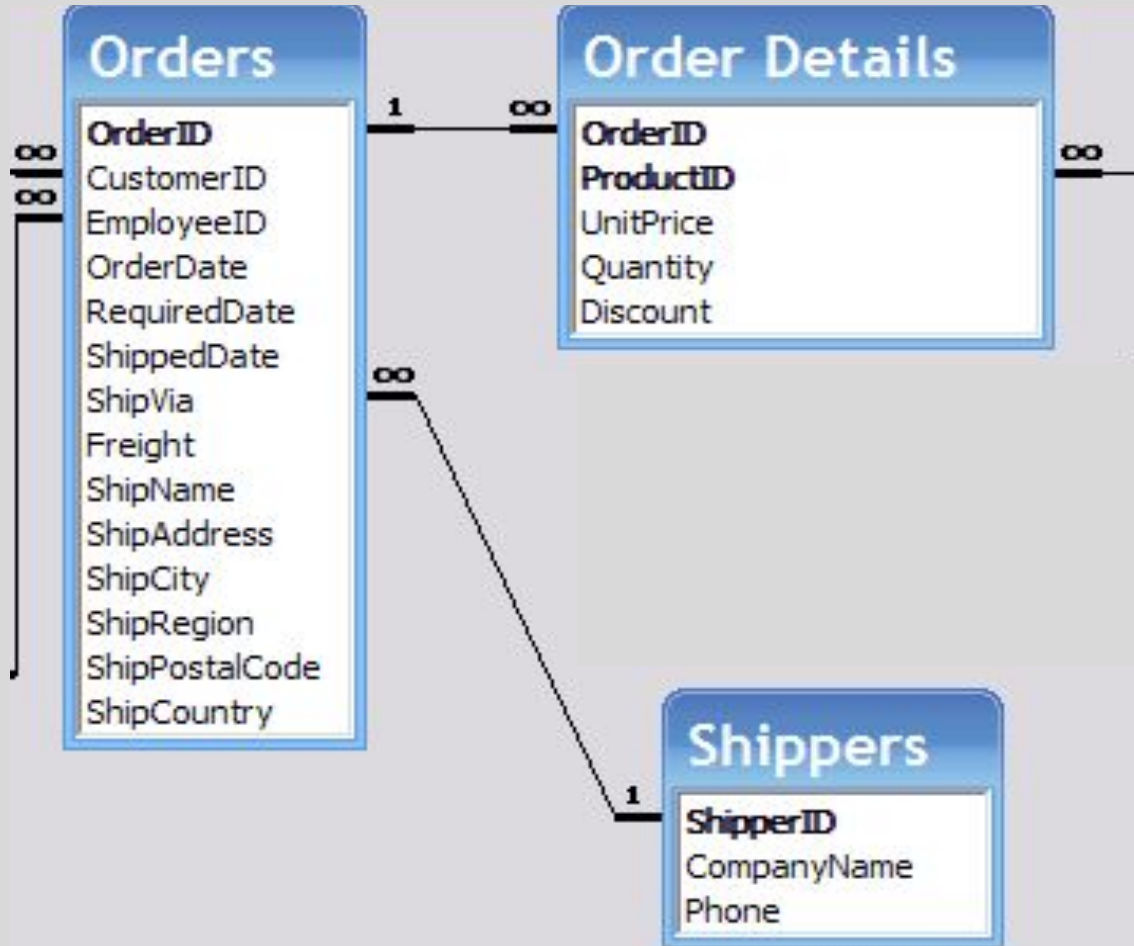 Orders
OrderID
CustomerID
EmployeeID
OrderDate
RequiredDate
ShippedDate
ShipVia
Freight
ShipName
ShipAddress
ShipCity
ShipRegion
ShipPostalCode
ShipCountry
∞
∞
1
∞
∞
Order Details
OrderID
ProductID
UnitPrice
Quantity
Discount
∞
1
Shippers
ShipperID
CompanyName
Phone